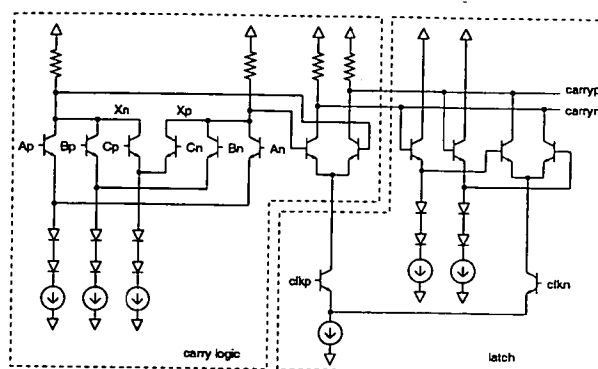 carryp
carryn
Xn Xp
Ap Bp Cp Cn Bn An
clkp clkn
carry logic latch